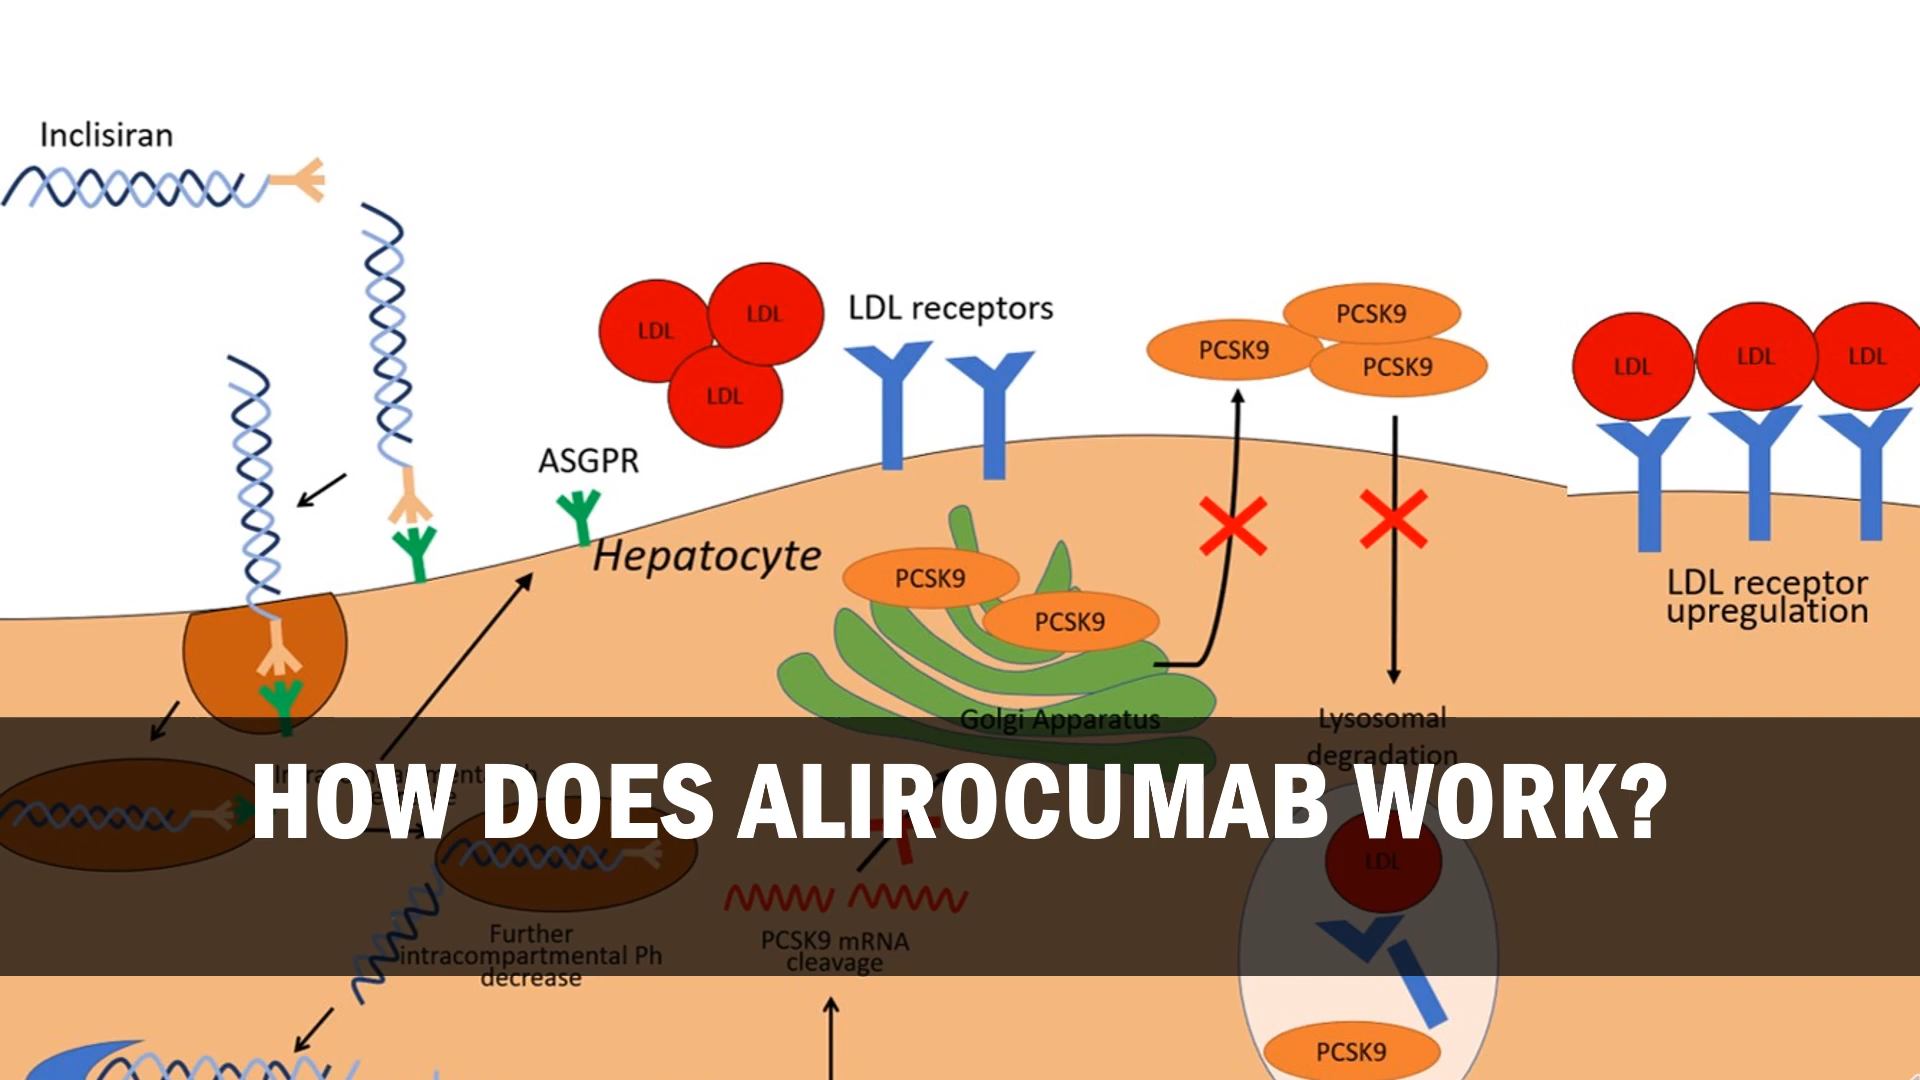 Inclisiran
LDL
LDL
LDL
LDL receptors
PCSK9
PCSK9
PCSK9
LDL
LDL
LDL
ASGPR
Hepatocyte
PCSK9
PCSK9
LDL receptor
upregulation
Golgi Apparatus
Lysosomal
degradation
HOW DOES ALIROCUMAB WORK?
LDL
Further
intracompartmental Ph
decrease
PCSK9 mRNA
cleavage
PCSK9